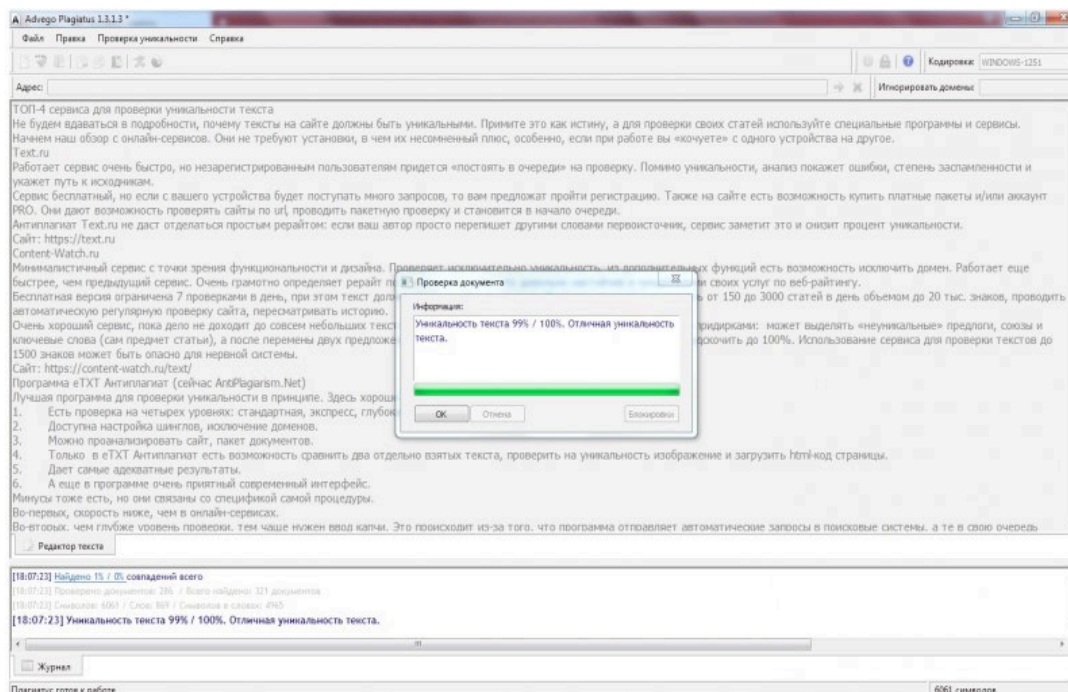 Advego Plagiatus 1.3.1.3 *
Файл Правка Проверка уникальности Справка
Кодировка: WINDOWS-1251
Адрес: Игнорировать домены:
ТОП-4 сервиса для проверки уникальности текста
Не будем вдаваться в подробности, почему тексты на сайте должны быть уникальными. Примите это как истину, а для проверки своих статей используйте специальные программы и сервисы.
Начнем наш обзор с онлайн-сервисов. Они не требуют установки, в чем их несомненный плюс, особенно, если при работе вы «кочуете» с одного устройства на другое.
Text.ru
Работает сервис очень быстро, но незарегистрированным пользователям придется «постоять в очереди» на проверку. Помимо уникальности, анализ покажет ошибки, степень заспамленности и
укажет путь к исходникам.
Сервис бесплатный, но если с вашего устройства будет поступать много запросов, то вам предложат пройти регистрацию. Также на сайте есть возможность купить платные пакеты и/или аккаунт
PRO. Они дают возможность проверять сайты по url, проводить пакетную проверку и становится в начало очереди.
Антиплагиат Text.ru не даст отделаться простым рерайтом: если ваш автор просто перепишет другими словами первоисточник, сервис заметит это и снизит процент уникальности.
Сайт: https://text.ru
Content-Watch.ru
Минималистичный сервис с точки зрения функциональности и дизайна. Проверяет исключительно уникальность, из дополнительных функций есть возможность исключить домен. Работает еще
быстрее, чем предыдущий сервис. Очень грамотно определяет рерайт своих услуг по веб-райтингу.
Бесплатная версия ограничена 7 проверками в день, при этом текст от 150 до 3000 статей в день объемом до 20 тыс. знаков, проводить
автоматическую регулярную проверку сайта, пересматривать историю.
Очень хороший сервис, пока дело не доходит до совсем небольших придирками: может выделять «неуникальные» предлоги, союзы и
ключевые слова (сам предмет статьи), а после перемены двух до 100%. Использование сервиса для проверки текстов до
1500 знаков может быть опасно для нервной системы.
Сайт: https://content-watch.ru/text/
Программа eTXT Антиплагиат (сейчас AntiPlagiarism.Net)
Лучшая программа для проверки уникальности в принципе. Здесь
1. Есть проверка на четырех уровнях: стандартная, экспресс,
2. Доступна настройка шинглов, исключение доменов.
3. Можно проанализировать сайт, пакет документов.
4. Только в eTXT Антиплагиат есть возможность сравнить два отдельно взятых текста, проверить на уникальность изображение и загрузить html-код страницы.
5. Дает самые адекватные результаты.
6. А еще в программе очень приятный современный интерфейс.
Минусы тоже есть, но они связаны со спецификой самой процедуры.
Во-первых, скорость ниже, чем в онлайн-сервисах.
Во-вторых, чем глубже уровень проверки, тем чаще нужен ввод капчи. Это происходит из-за того, что программа отправляет автоматические запросы в поисковые системы, а те в свою очередь
Проверка документа
Информация:
Уникальность текста 99% / 100%. Отличная уникальность
текста.
ОК Отмена Блокировки
Редактор текста
[18:07:23] Найдено 1% / 0% совпадений всего
[18:07:23] Проверено документов: 286 / Всего найдено: 321 документов
[18:07:23] Символов: 6061 / Слов: 869 / Символов в словах: 4965
[18:07:23] Уникальность текста 99% / 100%. Отличная уникальность текста.
Журнал
Плагиатус готов к работе 6061 символов